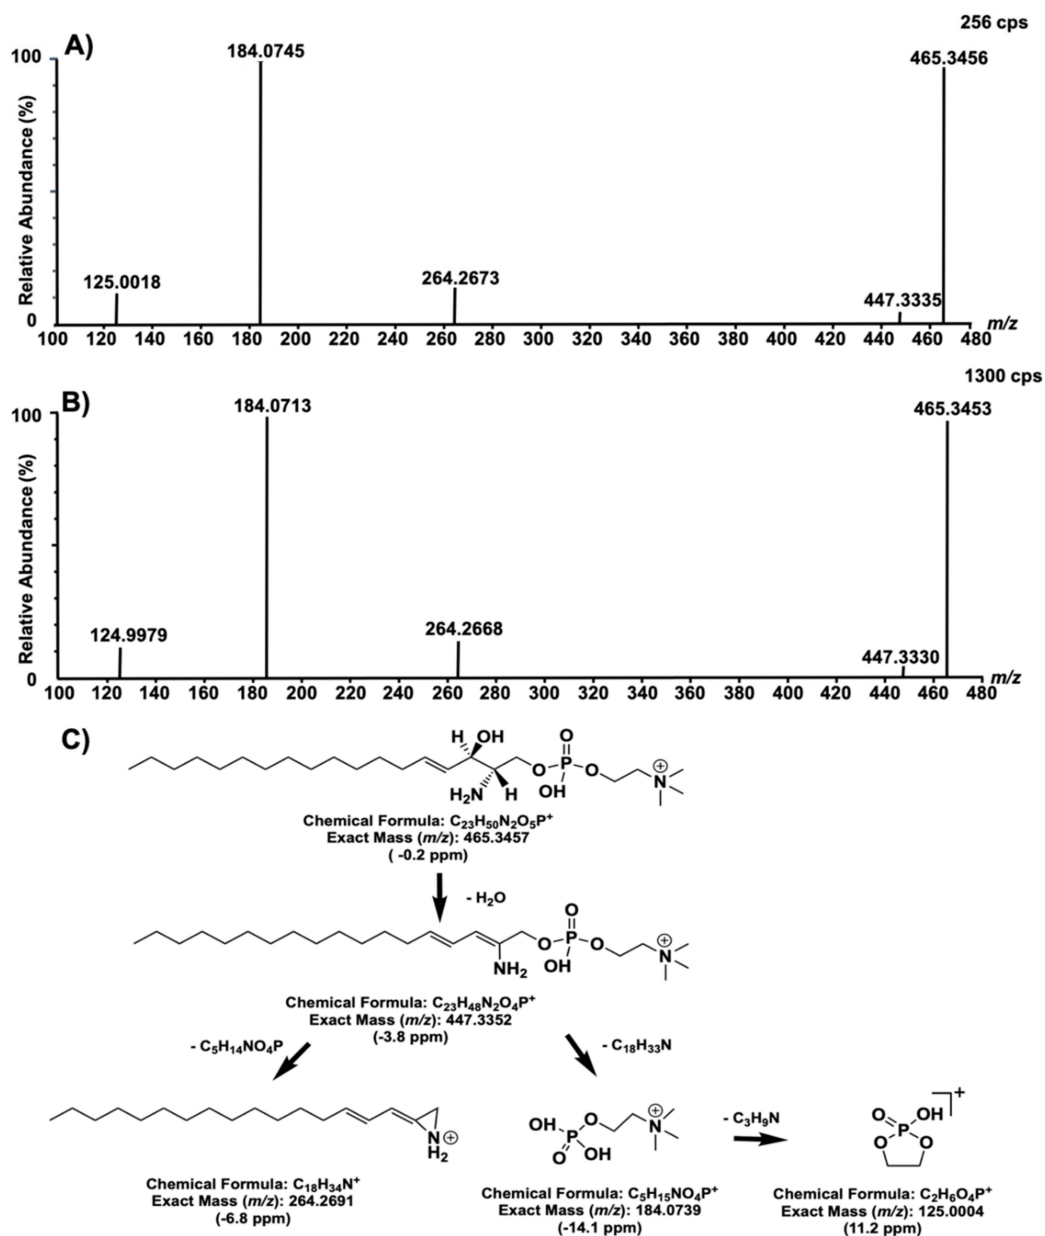 256 cps
A)
184.0745
465.3456
100
Relative Abundance (%)
125.0018
264.2673
447.3335
0
100 120 140 160 180 200 220 240 260 280 300 320 340 360 380 400 420 440 460 480 m/z
1300 cps
B)
184.0713
465.3453
100
Relative Abundance (%)
124.9979
264.2668
447.3330
0
100 120 140 160 180 200 220 240 260 280 300 320 340 360 380 400 420 440 460 480 m/z
C)
H OH O
O P O ⊕ N
H₂N H OH
Chemical Formula: C₂₃H₅₀N₂O₅P⁺
Exact Mass (m/z): 465.3457
( -0.2 ppm)
- H₂O
O
O P O ⊕ N
NH₂ OH
Chemical Formula: C₂₃H₄₈N₂O₄P⁺
Exact Mass (m/z): 447.3352
(-3.8 ppm)
- C₅H₁₄NO₄P
- C₁₈H₃₃N
N ⊕
H₂
Chemical Formula: C₁₈H₃₄N⁺
Exact Mass (m/z): 264.2691
(-6.8 ppm)
OH O ⊕ N
P
O OH
Chemical Formula: C₅H₁₅NO₄P⁺
Exact Mass (m/z): 184.0739
(-14.1 ppm)
- C₃H₉N
+
O OH
P
O O
Chemical Formula: C₂H₆O₄P⁺
Exact Mass (m/z): 125.0004
(11.2 ppm)